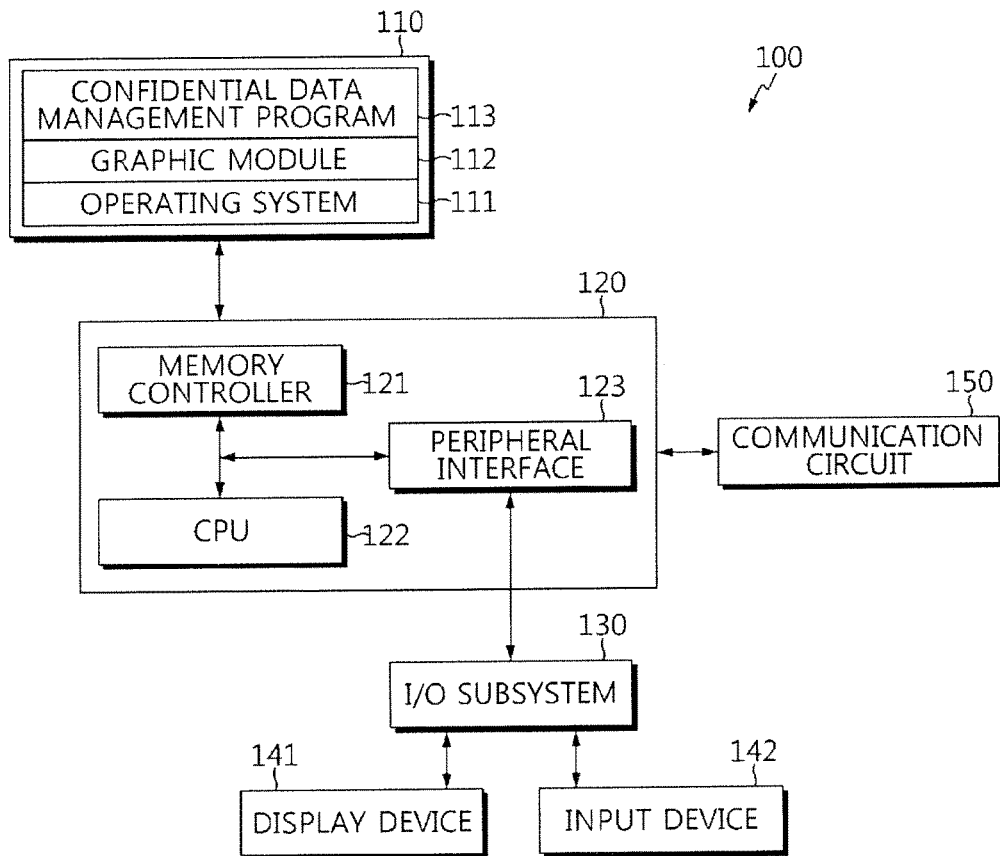 110
100
CONFIDENTIAL DATA
MANAGEMENT PROGRAM
113
GRAPHIC MODULE
112
OPERATING SYSTEM
111
120
MEMORY
CONTROLLER
121
123
150
PERIPHERAL
INTERFACE
COMMUNICATION
CIRCUIT
CPU
122
130
I/O SUBSYSTEM
141
142
DISPLAY DEVICE
INPUT DEVICE